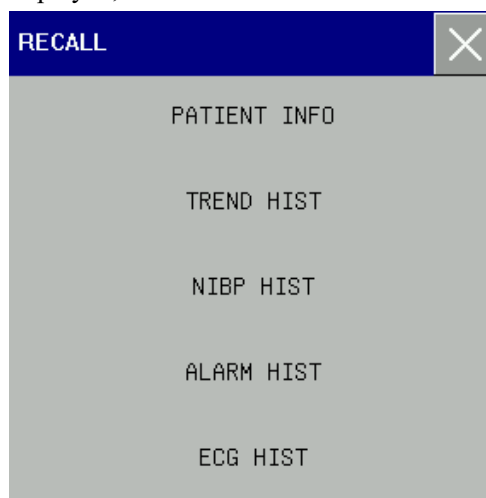 RECALL
PATIENT INFO
TREND HIST
NIBP HIST
ALARM HIST
ECG HIST